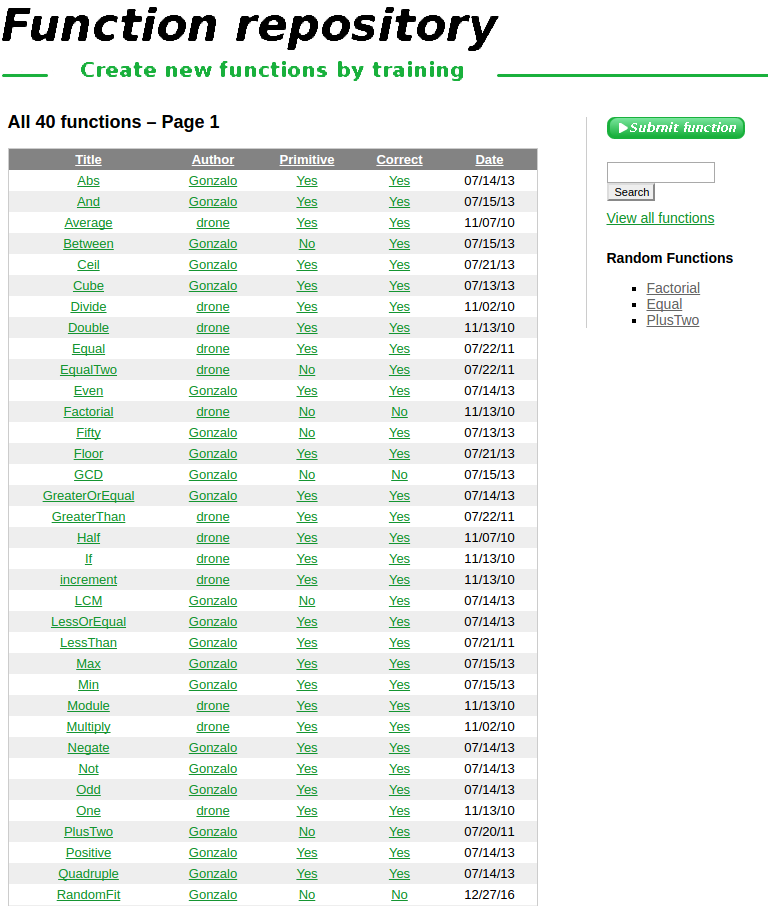 Function repository
Create new functions by training
All 40 functions – Page 1
Title Author Primitive Correct Date
Abs Gonzalo Yes Yes 07/14/13
And Gonzalo Yes Yes 07/15/13
Average drone Yes Yes 11/07/10
Between Gonzalo No Yes 07/15/13
Ceil Gonzalo Yes Yes 07/21/13
Cube Gonzalo Yes Yes 07/13/13
Divide drone Yes Yes 11/02/10
Double drone Yes Yes 11/13/10
Equal drone Yes Yes 07/22/11
EqualTwo drone No Yes 07/22/11
Even Gonzalo Yes Yes 07/14/13
Factorial drone No No 11/13/10
Fifty Gonzalo No Yes 07/13/13
Floor Gonzalo Yes Yes 07/21/13
GCD Gonzalo No No 07/15/13
GreaterOrEqual Gonzalo Yes Yes 07/14/13
GreaterThan drone Yes Yes 07/22/11
Half drone Yes Yes 11/07/10
If drone Yes Yes 11/13/10
increment drone Yes Yes 11/13/10
LCM Gonzalo No Yes 07/14/13
LessOrEqual Gonzalo Yes Yes 07/14/13
LessThan Gonzalo Yes Yes 07/21/11
Max Gonzalo Yes Yes 07/15/13
Min Gonzalo Yes Yes 07/15/13
Module drone Yes Yes 11/13/10
Multiply drone Yes Yes 11/02/10
Negate Gonzalo Yes Yes 07/14/13
Not Gonzalo Yes Yes 07/14/13
Odd Gonzalo Yes Yes 07/14/13
One drone Yes Yes 11/13/10
PlusTwo Gonzalo No Yes 07/20/11
Positive Gonzalo Yes Yes 07/14/13
Quadruple Gonzalo Yes Yes 07/14/13
RandomFit Gonzalo No No 12/27/16
Submit function
Search
View all functions
Random Functions
Factorial
Equal
PlusTwo